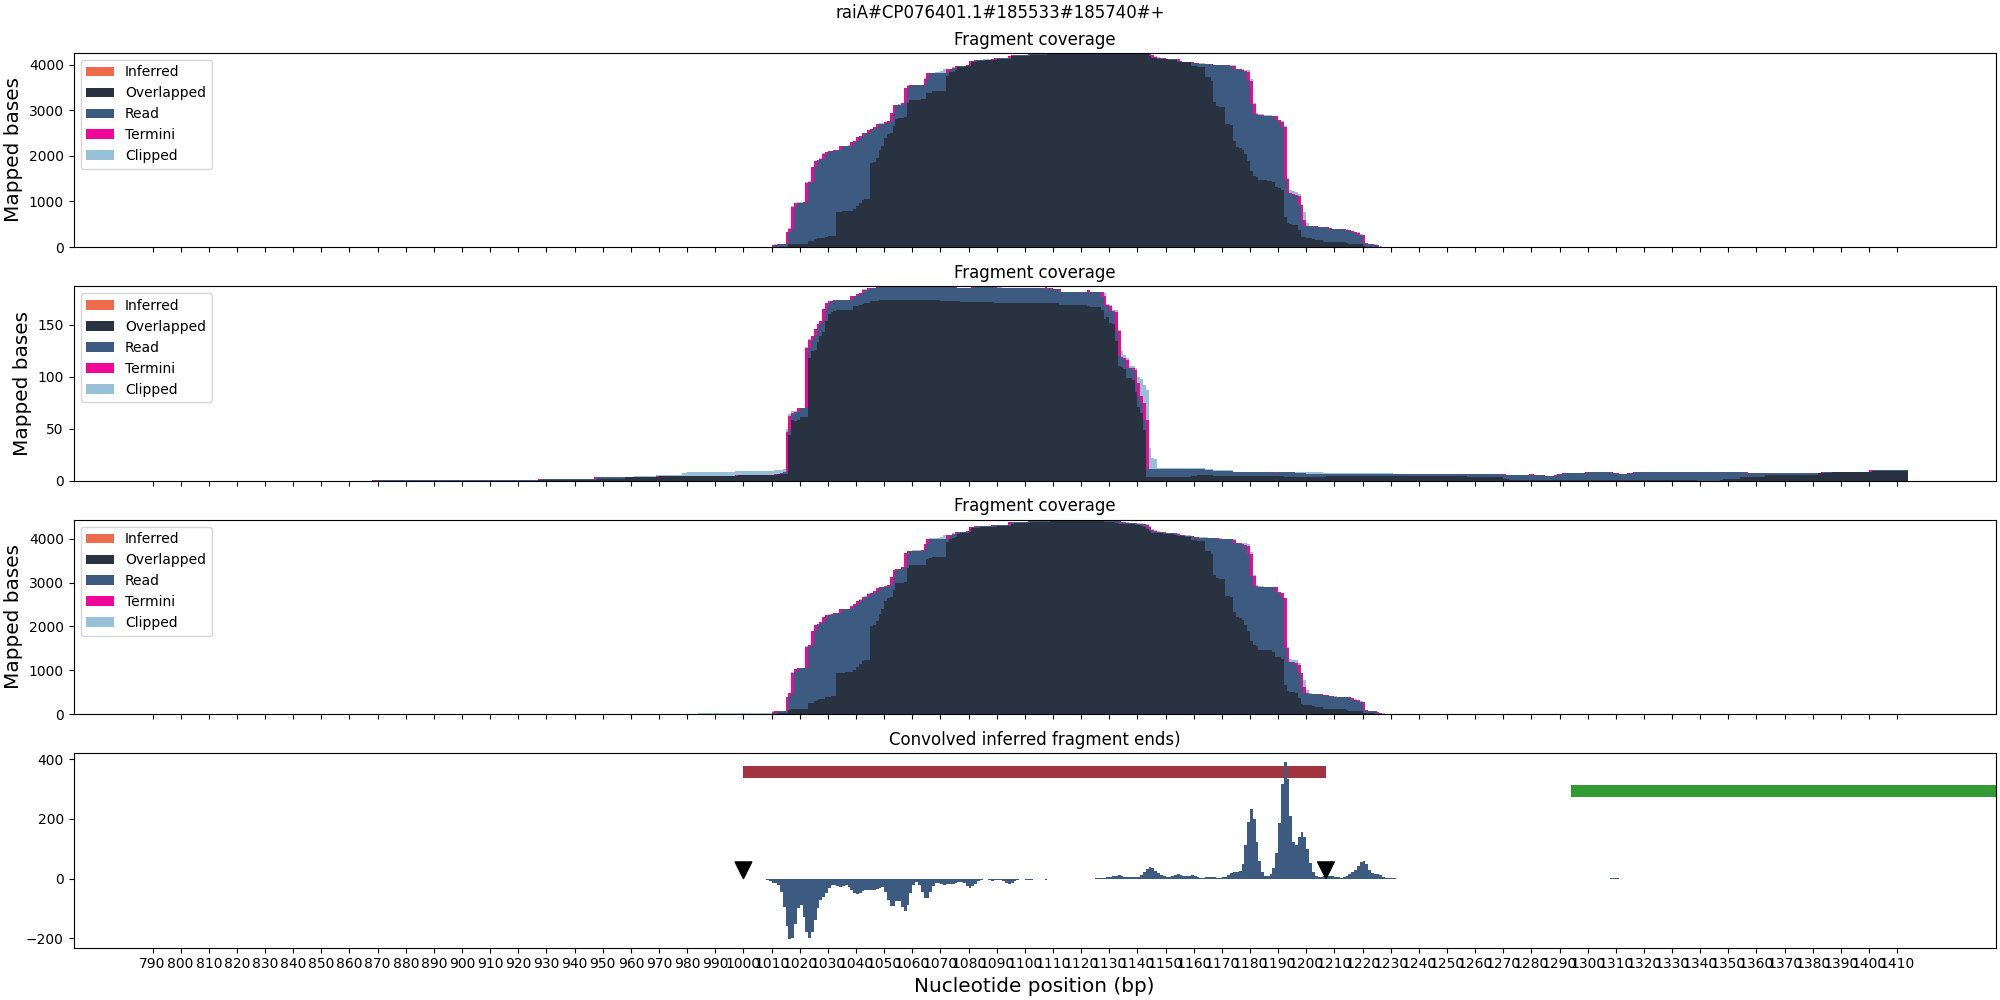 raiA#CP076401.1#185533#185740#+
Fragment coverage
Mapped bases
4000
3000
2000
1000
0
Inferred
Overlapped
Read
Termini
Clipped
Fragment coverage
Mapped bases
150
100
50
0
Inferred
Overlapped
Read
Termini
Clipped
Fragment coverage
Mapped bases
4000
3000
2000
1000
0
Inferred
Overlapped
Read
Termini
Clipped
Convolved inferred fragment ends)
400
200
0
−200
790 800 810 820 830 840 850 860 870 880 890 900 910 920 930 940 950 960 970 980 990 1000 1010 1020 1030 1040 1050 1060 1070 1080 1090 1100 1110 1120 1130 1140 1150 1160 1170 1180 1190 1200 1210 1220 1230 1240 1250 1260 1270 1280 1290 1300 1310 1320 1330 1340 1350 1360 1370 1380 1390 1400 1410
Nucleotide position (bp)